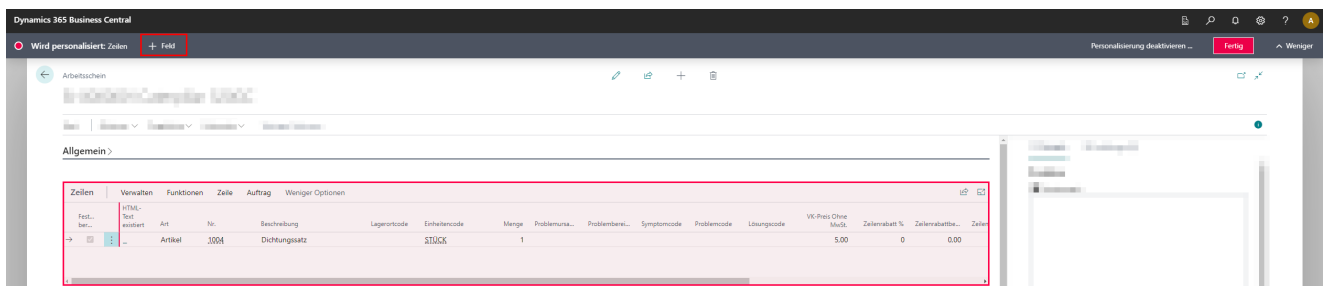 Dynamics 365 Business Central
?
A
Wird personalisiert: Zeilen + Feld Personalisierung deaktivieren ... Fertig Weniger
Arbeitsschein
Allgemein >
Zeilen Verwalten Funktionen Zeile Auftrag Weniger Optionen
Fest... ber... HTML-Text existiert Art Nr. Beschreibung Lagerortcode Einheitencode Menge Problemursa... Problemberei... Symptomcode Problemcode Lösungscode VK-Preis Ohne MwSt. Zeilenrabatt % Zeilenrabattbe... Zeilen
_ Artikel 1004 Dichtungssatz STÜCK 1 5,00 0 0,00